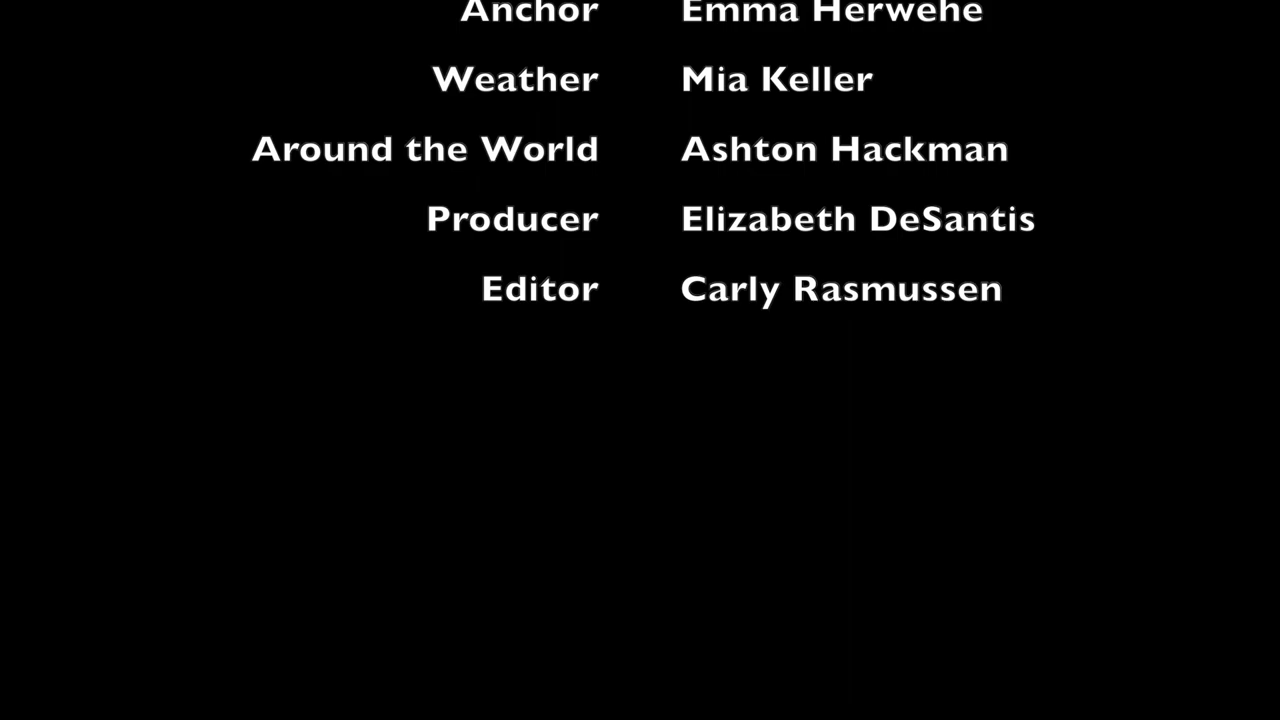 Anchor Emma Herwehe
Weather Mia Keller
Around the World Ashton Hackman
Producer Elizabeth DeSantis
Editor Carly Rasmussen